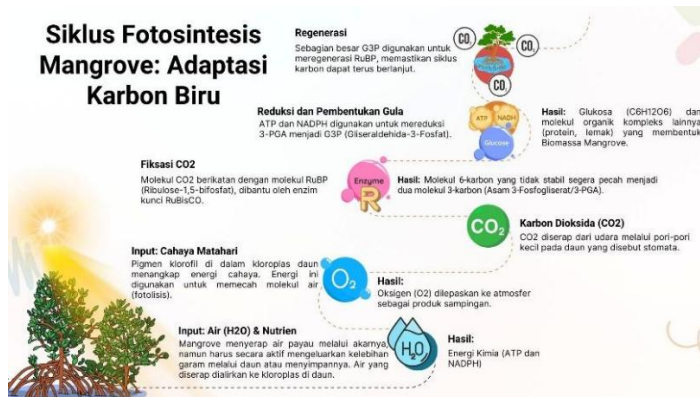 Siklus Fotosintesis
Mangrove: Adaptasi
Karbon Biru
Regenerasi
Sebagian besar G3P digunakan untuk
meregenerasi RuBP, memastikan siklus
karbon dapat terus berlanjut.
CO₂
CO₂
CO₂
Reduksi dan Pembentukan Gula
ATP dan NADPH digunakan untuk mereduksi
3-PGA menjadi G3P (Gliseraldehida-3-Fosfat).
ATP
NADH
Glucose
Hasil: Glukosa (C6H12O6) dan
molekul organik kompleks lainnya
(protein, lemak) yang membentuk
Biomassa Mangrove.
Fiksasi CO2
Molekul CO2 berikatan dengan molekul RuBP
(Ribulose-1,5-bifosfat), dibantu oleh enzim
kunci RuBisCO.
Enzyme
R
Hasil: Molekul 6-karbon yang tidak stabil segera pecah menjadi
dua molekul 3-karbon (Asam 3-Fosfogliserat/3-PGA).
CO₂
Karbon Dioksida (CO2)
CO2 diserap dari udara melalui pori-pori
kecil pada daun yang disebut stomata.
Input: Cahaya Matahari
Pigmen klorofil di dalam kloroplas daun
menangkap energi cahaya. Energi ini
digunakan untuk memecah molekul air
(fotolisis).
O₂
Hasil:
Oksigen (O2) dilepaskan ke atmosfer
sebagai produk sampingan.
Input: Air (H2O) & Nutrien
Mangrove menyerap air payau melalui akarnya,
namun harus secara aktif mengeluarkan kelebihan
garam melalui daun atau menyimpannya. Air yang
diserap dialirkan ke kloroplas di daun.
H₂O
Hasil:
Energi Kimia (ATP dan
NADPH)